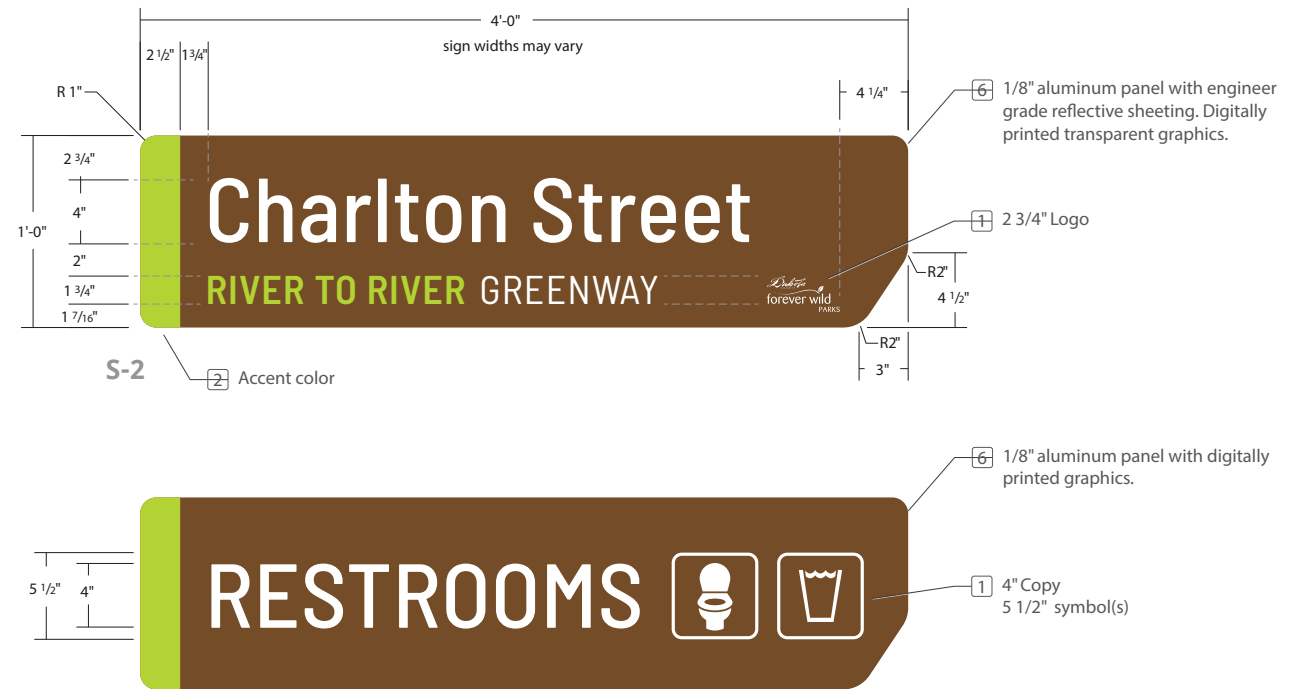 4'-0"
sign widths may vary
2 1/2"
1 3/4"
R 1"
4 1/4"
6 1/8" aluminum panel with engineer
grade reflective sheeting. Digitally
printed transparent graphics.
2 3/4"
4"
1'-0"
2"
1 3/4"
1 7/16"
Charlton Street
RIVER TO RIVER GREENWAY
Dakota
forever wild
PARKS
1 2 3/4" Logo
R2"
4 1/2"
R2"
3"
S-2
2 Accent color
6 1/8" aluminum panel with digitally
printed graphics.
5 1/2"
4"
RESTROOMS
1 4" Copy
5 1/2" symbol(s)